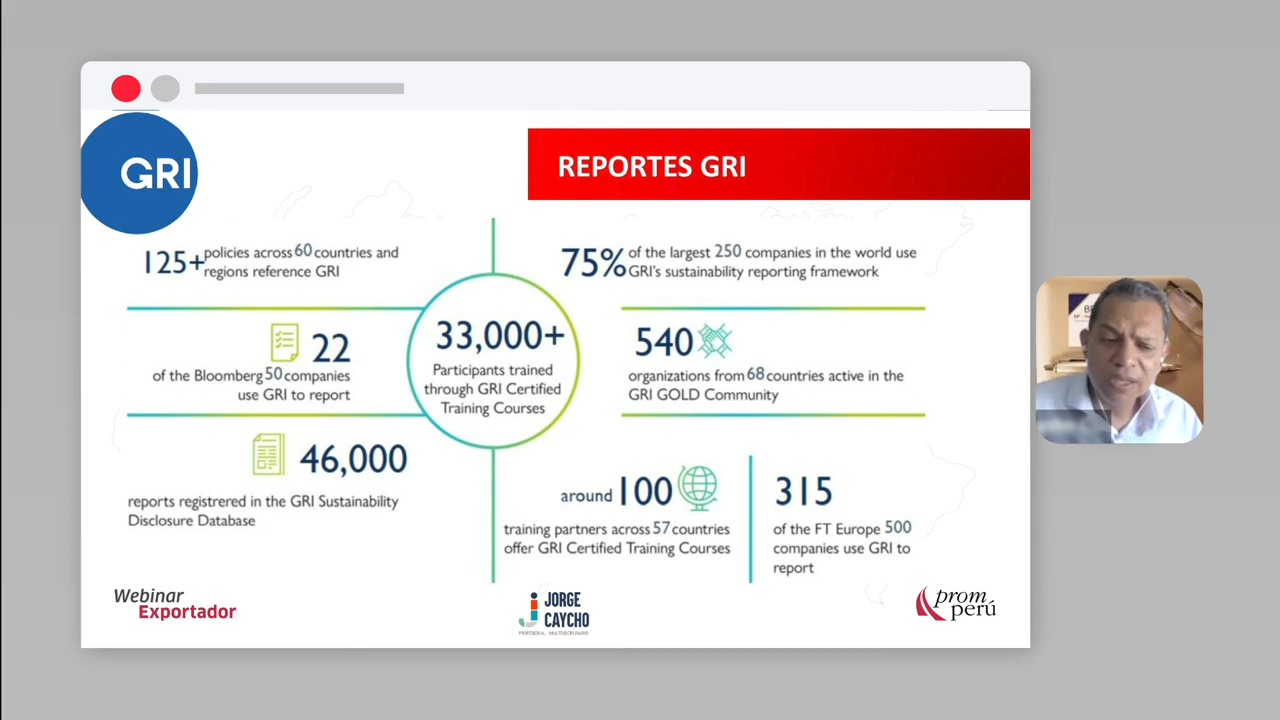 GRI
REPORTES GRI
125+ policies across 60 countries and
regions reference GRI
75% of the largest 250 companies in the world use
GRI's sustainability reporting framework
22
of the Bloomberg 50 companies
use GRI to report
33,000+
Participants trained
through GRI Certified
Training Courses
540
organizations from 68 countries active in the
GRI GOLD Community
46,000
reports registrered in the GRI Sustainability
Disclosure Database
around 100
training partners across 57 countries
offer GRI Certified Training Courses
315
of the FT Europe 500
companies use GRI to
report
Webinar
Exportador
JORGE
CAYCHO
PROFESIONAL - MULTIDISCIPLINARIO
prom
perú